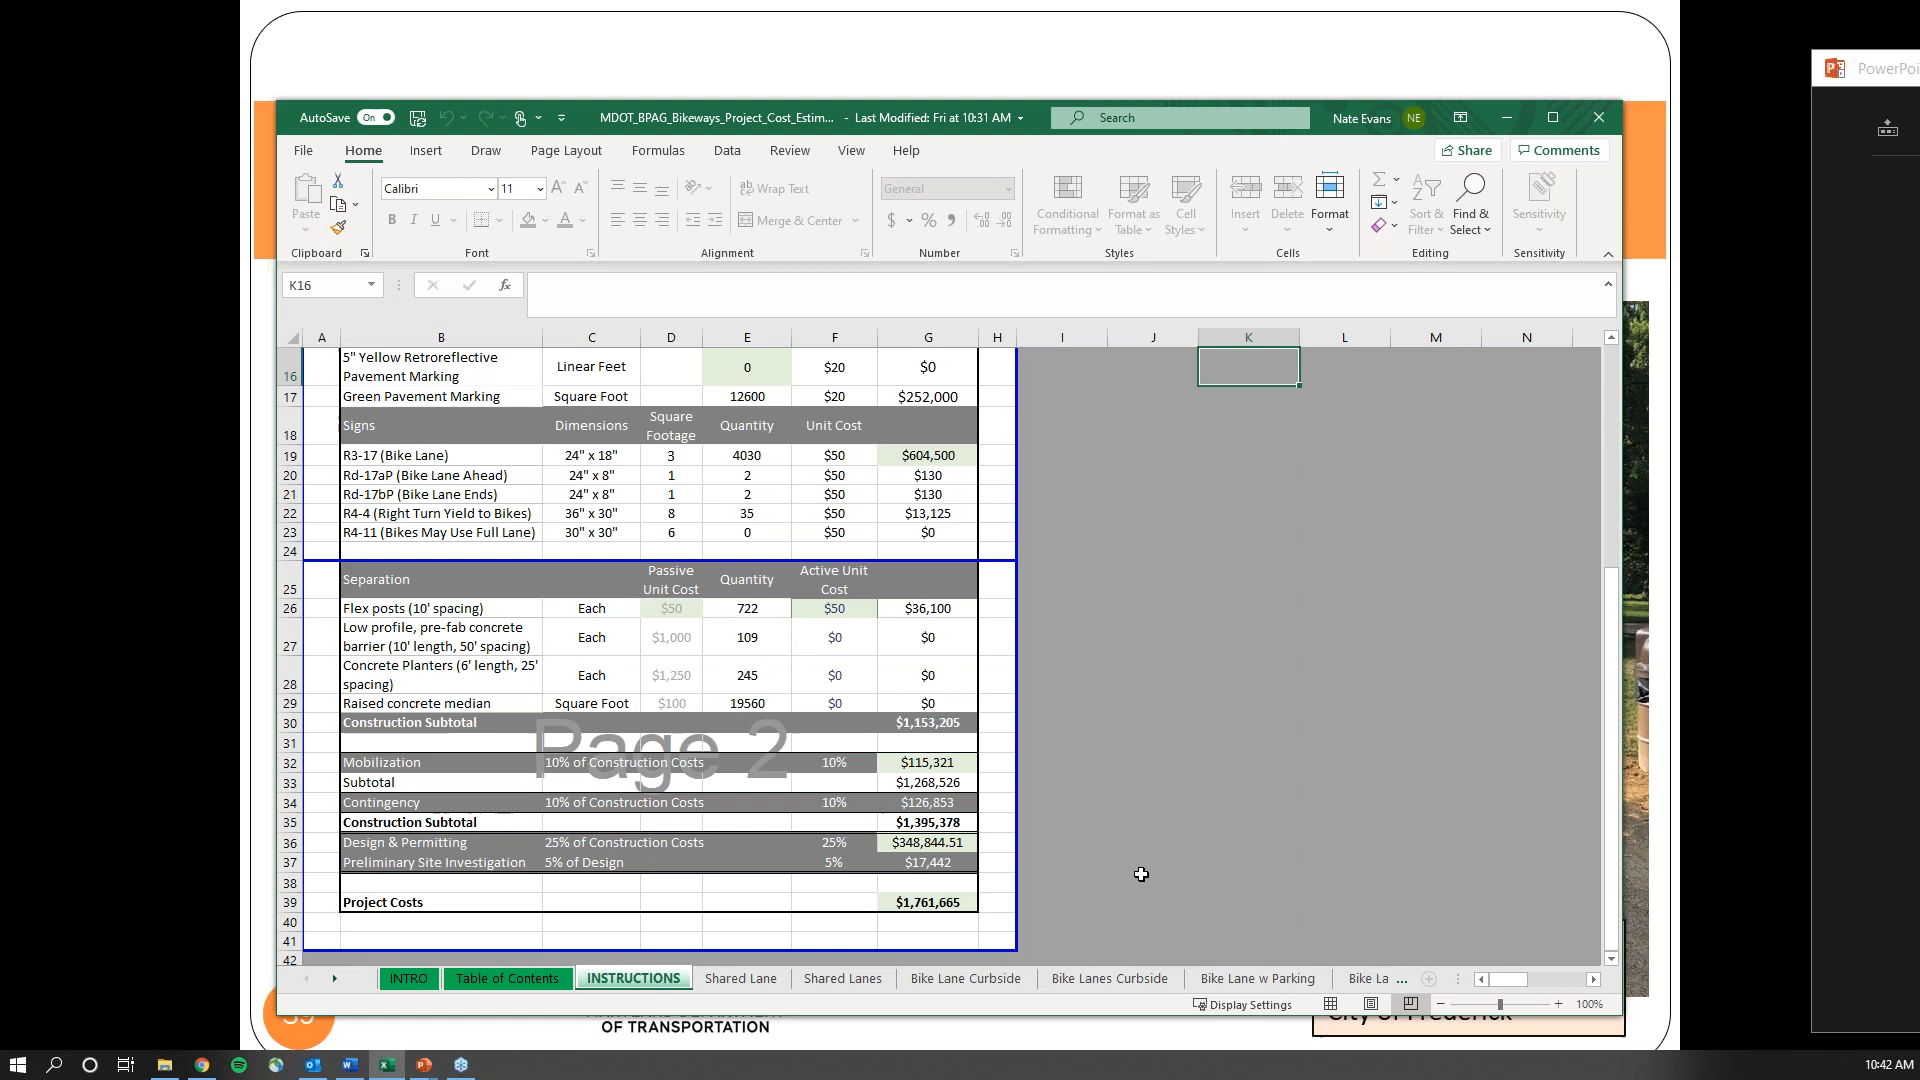 PowerPoi
AutoSave On MDOT_BPAG_Bikeways_Project_Cost_Estim... - Last Modified: Fri at 10:31 AM Search Nate Evans NE
File Home Insert Draw Page Layout Formulas Data Review View Help Share Comments
Paste Calibri 11 A A Wrap Text General Conditional Formatting Format as Table Cell Styles Insert Delete Format Sort & Filter Find & Select Sensitivity
B I U A Merge & Center $ % 
Clipboard Font Alignment Number Styles Cells Editing Sensitivity
K16 fx
A B C D E F G H I J K L M N
16 5" Yellow Retroreflective Pavement Marking Linear Feet 0 $20 $0
17 Green Pavement Marking Square Foot 12600 $20 $252,000
18 Signs Dimensions Square Footage Quantity Unit Cost
19 R3-17 (Bike Lane) 24" x 18" 3 4030 $50 $604,500
20 Rd-17aP (Bike Lane Ahead) 24" x 8" 1 2 $50 $130
21 Rd-17bP (Bike Lane Ends) 24" x 8" 1 2 $50 $130
22 R4-4 (Right Turn Yield to Bikes) 36" x 30" 8 35 $50 $13,125
23 R4-11 (Bikes May Use Full Lane) 30" x 30" 6 0 $50 $0
24
25 Separation Passive Unit Cost Quantity Active Unit Cost
26 Flex posts (10' spacing) Each $50 722 $50 $36,100
27 Low profile, pre-fab concrete barrier (10' length, 50' spacing) Each $1,000 109 $0 $0
28 Concrete Planters (6' length, 25' spacing) Each $1,250 245 $0 $0
29 Raised concrete median Square Foot $100 19560 $0 $0
30 Construction Subtotal $1,153,205
Page 2
31
32 Mobilization 10% of Construction Costs 10% $115,321
33 Subtotal $1,268,526
34 Contingency 10% of Construction Costs 10% $126,853
35 Construction Subtotal $1,395,378
36 Design & Permitting 25% of Construction Costs 25% $348,844.51
37 Preliminary Site Investigation 5% of Design 5% $17,442
38
39 Project Costs $1,761,665
40
41
42
INTRO Table of Contents INSTRUCTIONS Shared Lane Shared Lanes Bike Lane Curbside Bike Lanes Curbside Bike Lane w Parking Bike La ...
Display Settings 100%
OF TRANSPORTATION
City of Frederick
10:42 AM